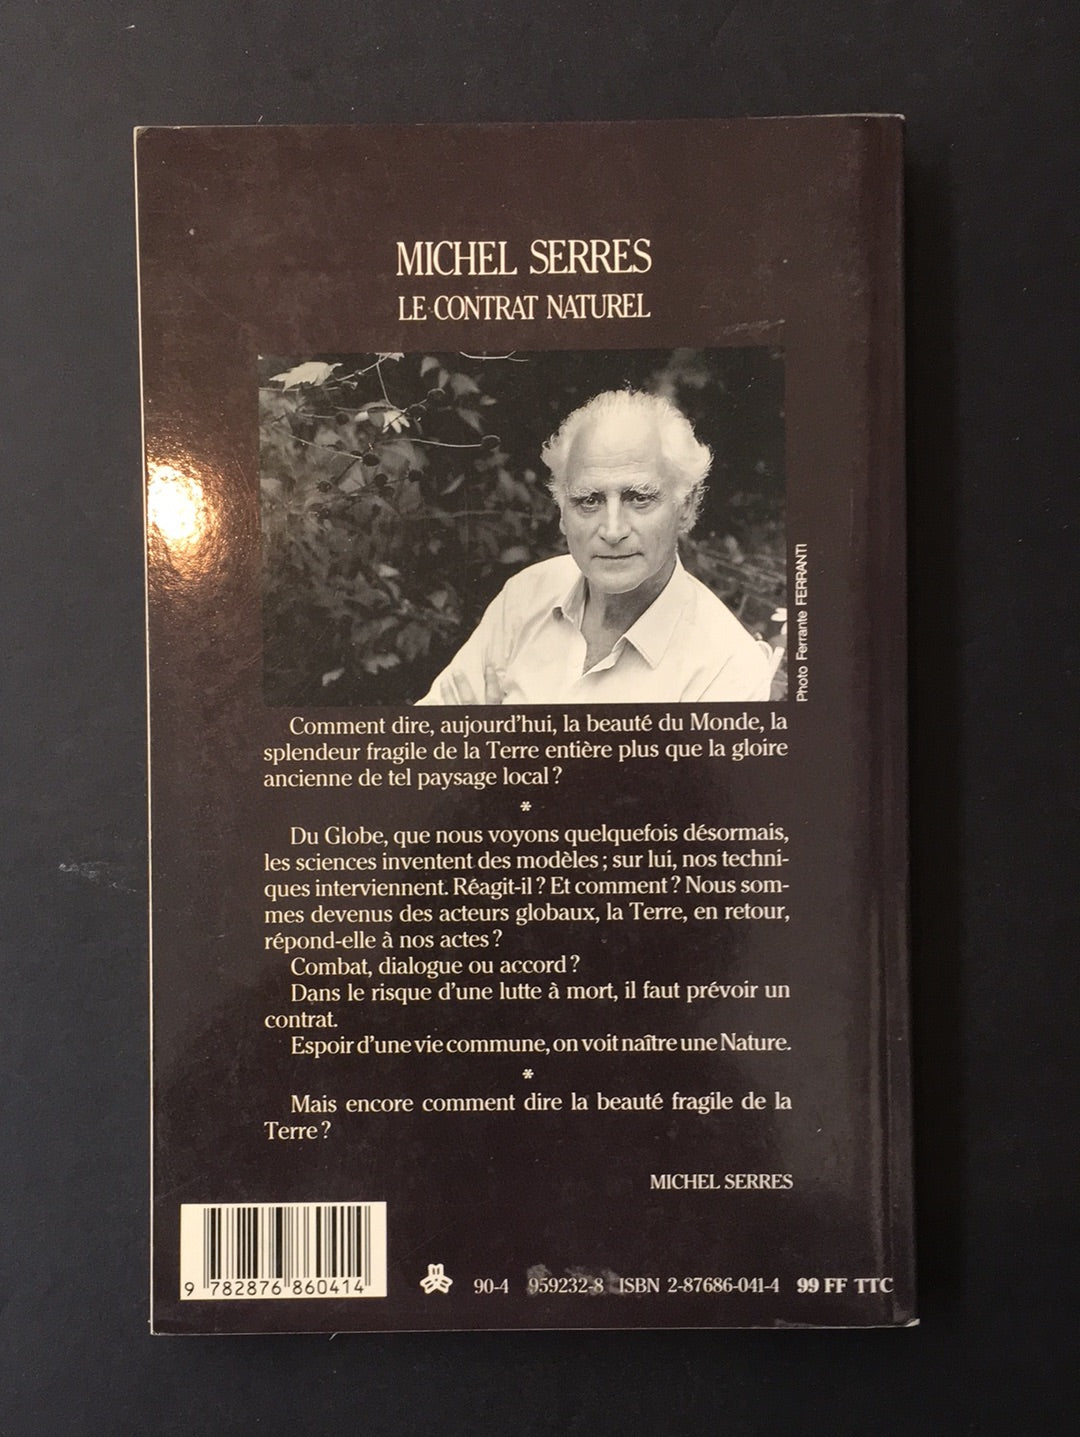 MICHEL SERRES
LE CONTRAT NATUREL
Photo Ferrante FERRANTI
Comment dire, aujourd'hui, la beauté du Monde, la
splendeur fragile de la Terre entière plus que la gloire
ancienne de tel paysage local ?
*
Du Globe, que nous voyons quelquefois désormais,
les sciences inventent des modèles ; sur lui, nos techni-
ques interviennent. Réagit-il ? Et comment ? Nous som-
mes devenus des acteurs globaux, la Terre, en retour,
répond-elle à nos actes ?
Combat, dialogue ou accord ?
Dans le risque d'une lutte à mort, il faut prévoir un
contrat.
Espoir d'une vie commune, on voit naître une Nature.
*
Mais encore comment dire la beauté fragile de la
Terre ?
MICHEL SERRES
9 782876 860414
90-4 959232-8 ISBN 2-87686-041-4 99 FF TTC